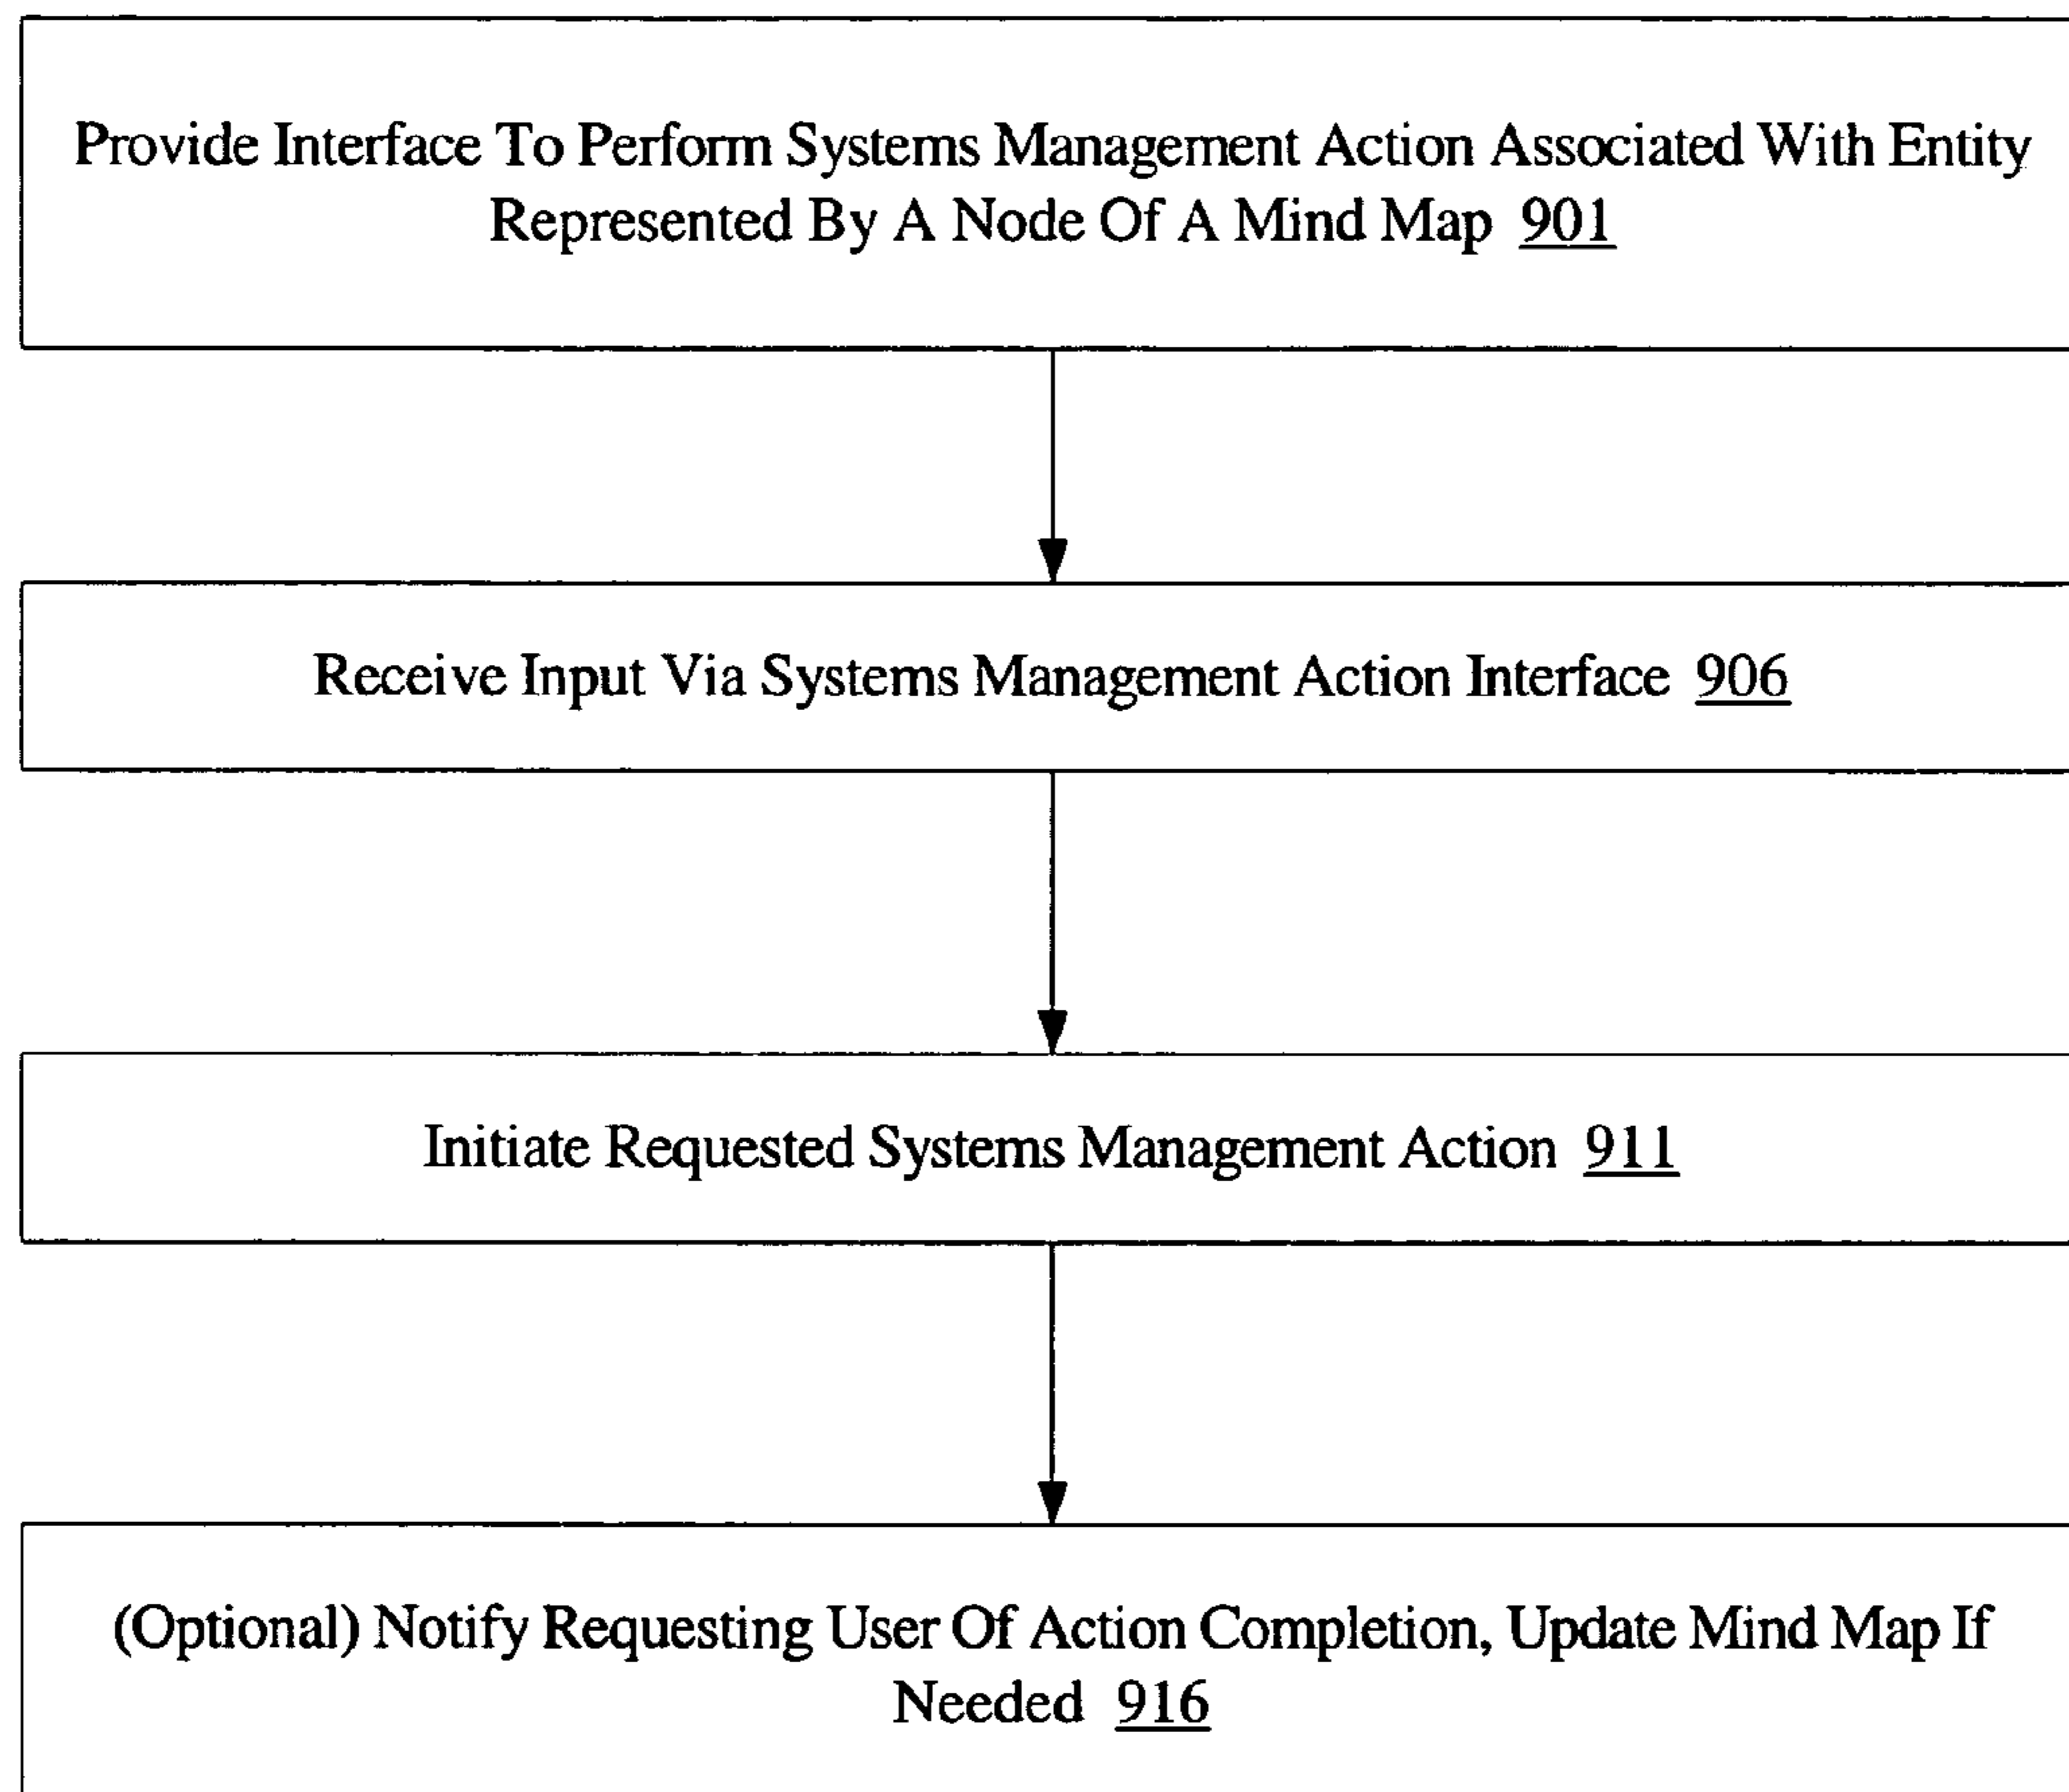 Provide Interface To Perform Systems Management Action Associated With Entity
Represented By A Node Of A Mind Map 901
Receive Input Via Systems Management Action Interface 906
Initiate Requested Systems Management Action 911
(Optional) Notify Requesting User Of Action Completion, Update Mind Map If
Needed 916